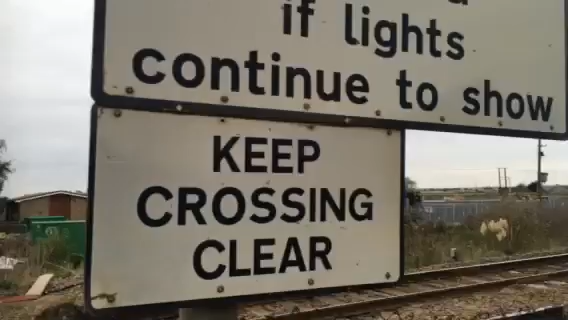 if lights
continue to show
KEEP
CROSSING
CLEAR